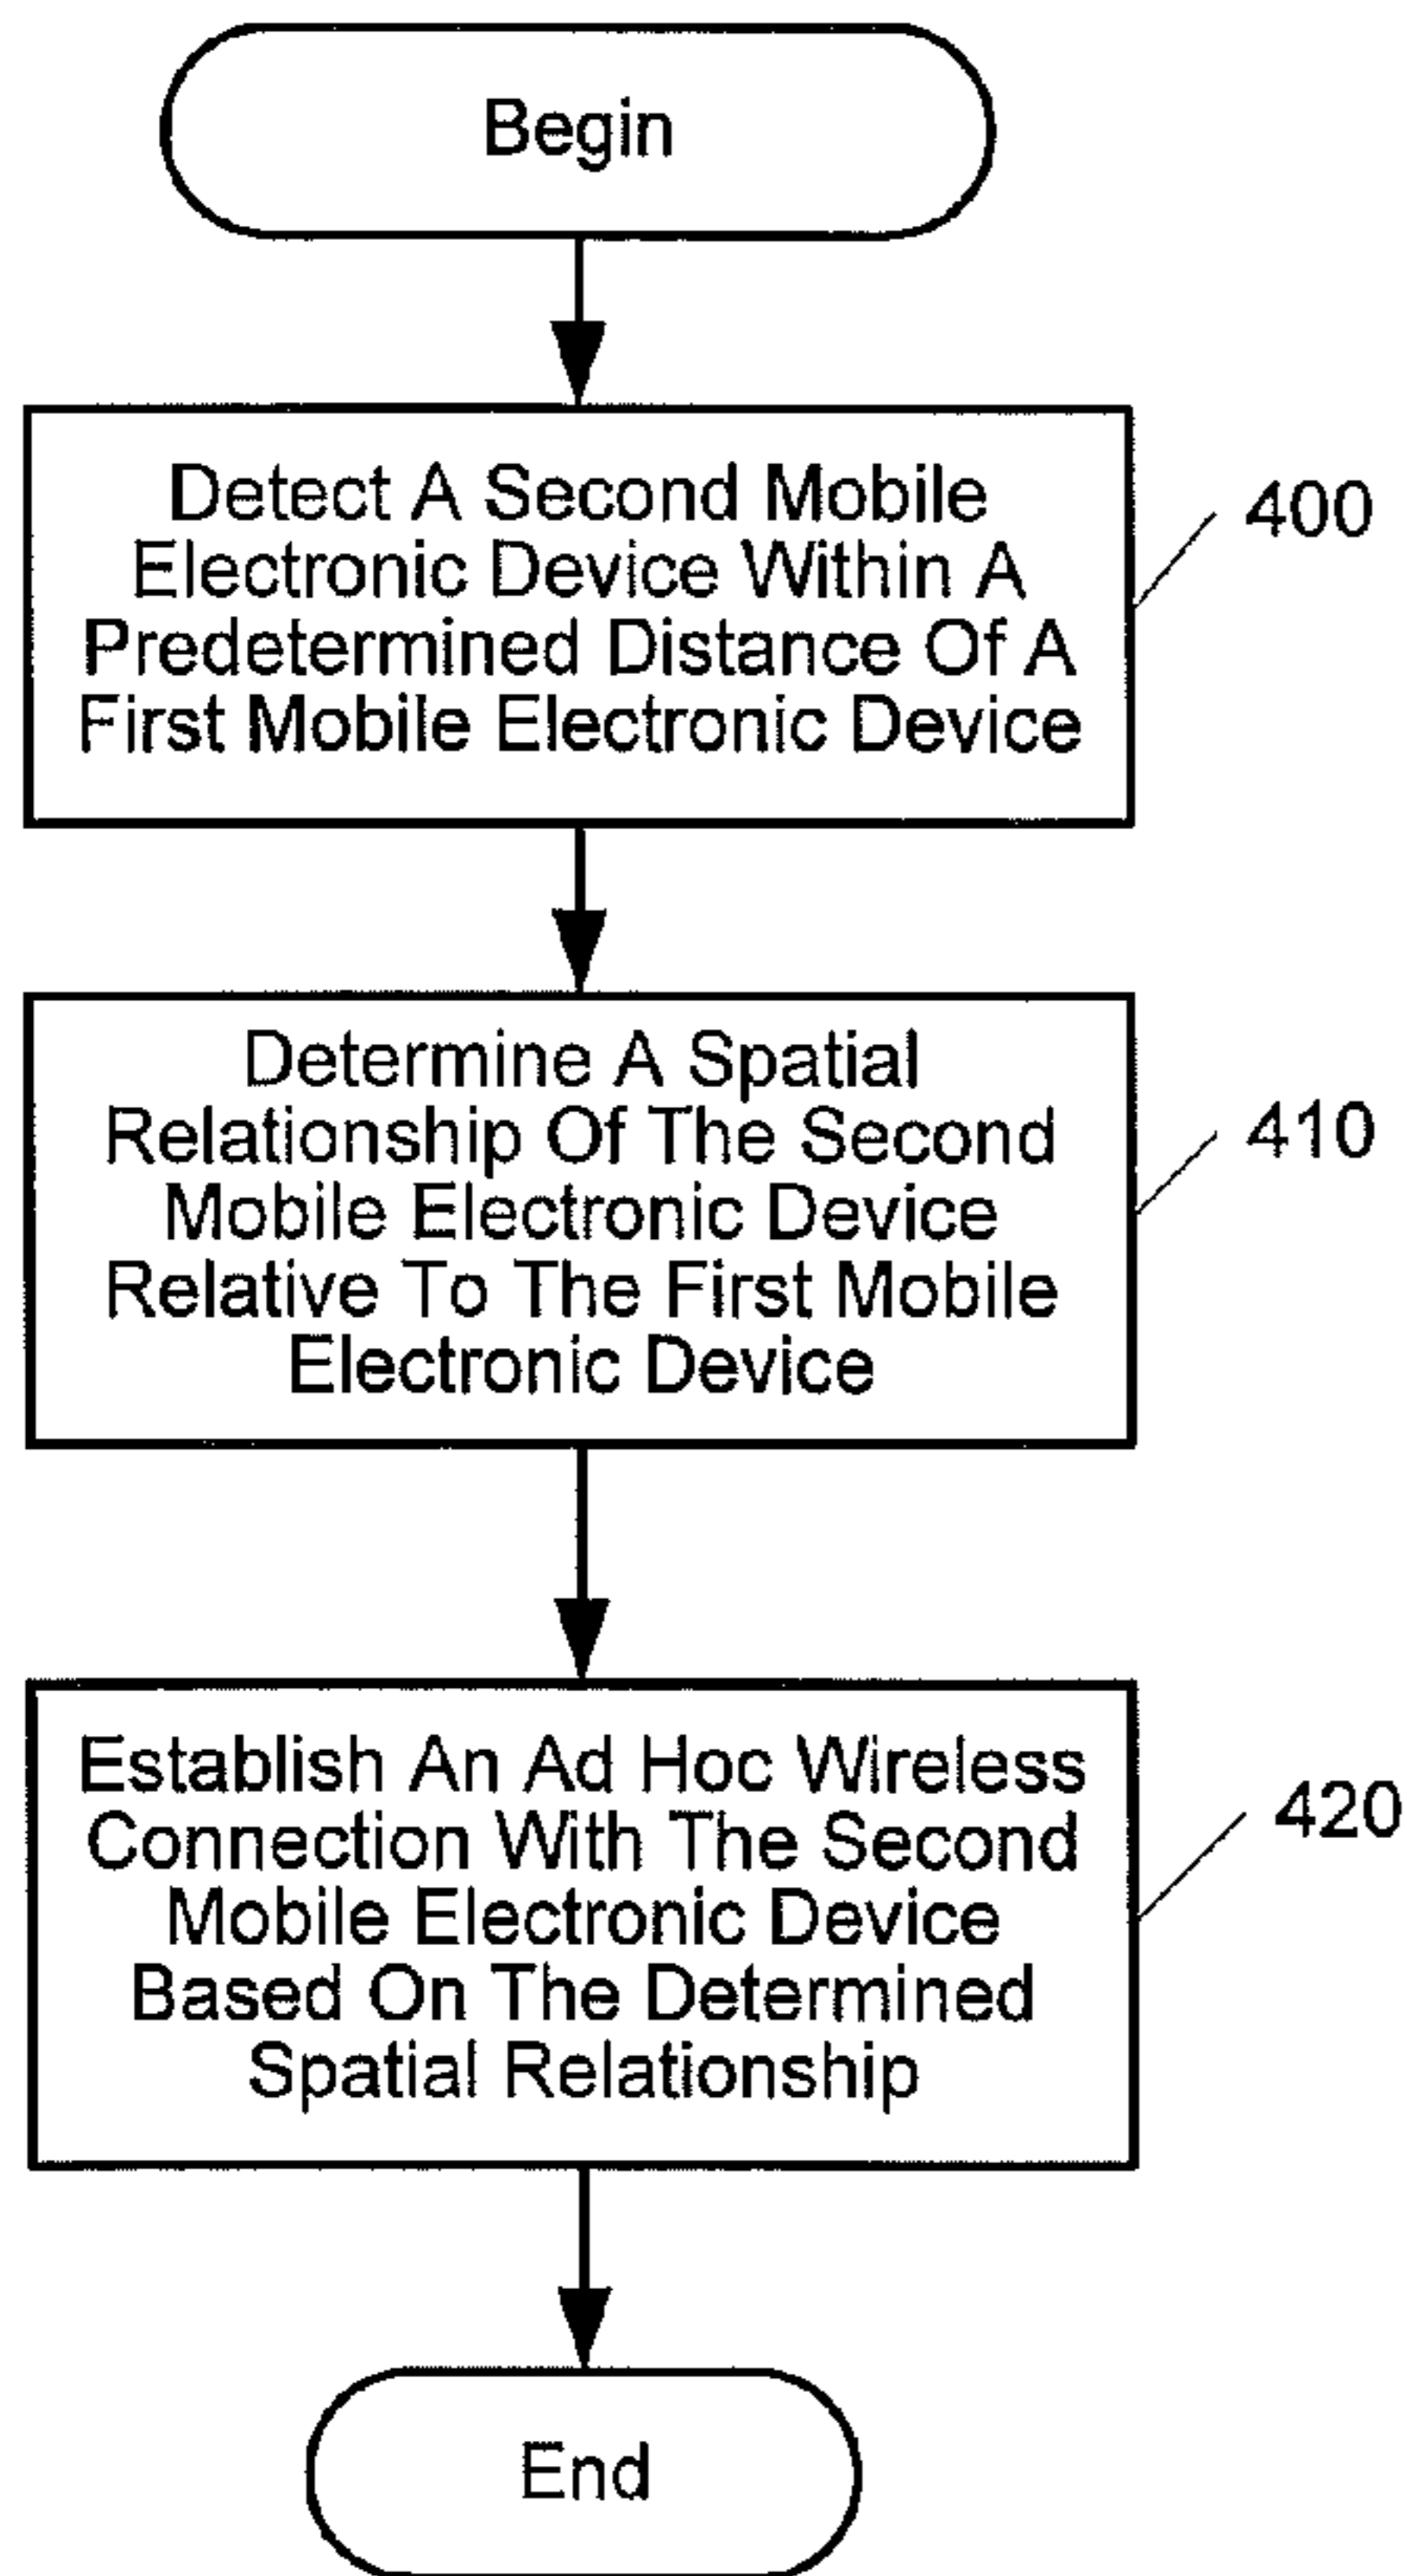 Begin
Detect A Second Mobile
Electronic Device Within A
Predetermined Distance Of A
First Mobile Electronic Device
400
Determine A Spatial
Relationship Of The Second
Mobile Electronic Device
Relative To The First Mobile
Electronic Device
410
Establish An Ad Hoc Wireless
Connection With The Second
Mobile Electronic Device
Based On The Determined
Spatial Relationship
420
End